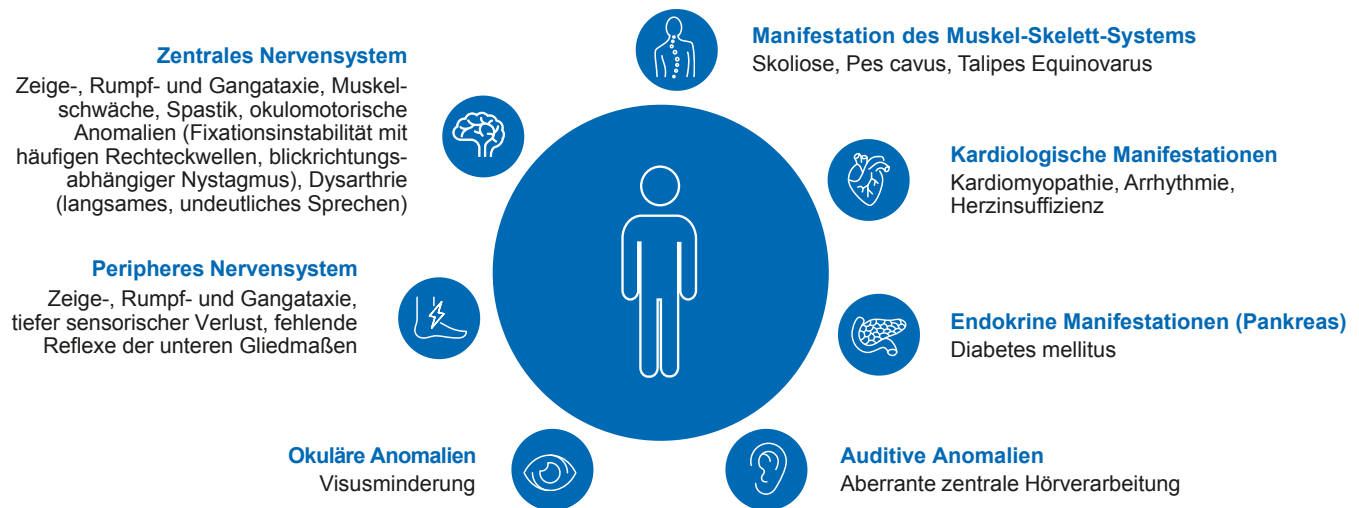 Zentrales Nervensystem
Zeige-, Rumpf- und Gangataxie, Muskel-
schwäche, Spastik, okulomotorische
Anomalien (Fixationsinstabilität mit
häufigen Rechteckwellen, blickrichtungs-
abhängiger Nystagmus), Dysarthrie
(langsames, undeutliches Sprechen)
Peripheres Nervensystem
Zeige-, Rumpf- und Gangataxie,
tiefer sensorischer Verlust, fehlende
Reflexe der unteren Gliedmaßen
Okuläre Anomalien
Visusminderung
Manifestation des Muskel-Skelett-Systems
Skoliose, Pes cavus, Talipes Equinovarus
Kardiologische Manifestationen
Kardiomyopathie, Arrhythmie,
Herzinsuffizienz
Endokrine Manifestationen (Pankreas)
Diabetes mellitus
Auditive Anomalien
Aberrante zentrale Hörverarbeitung